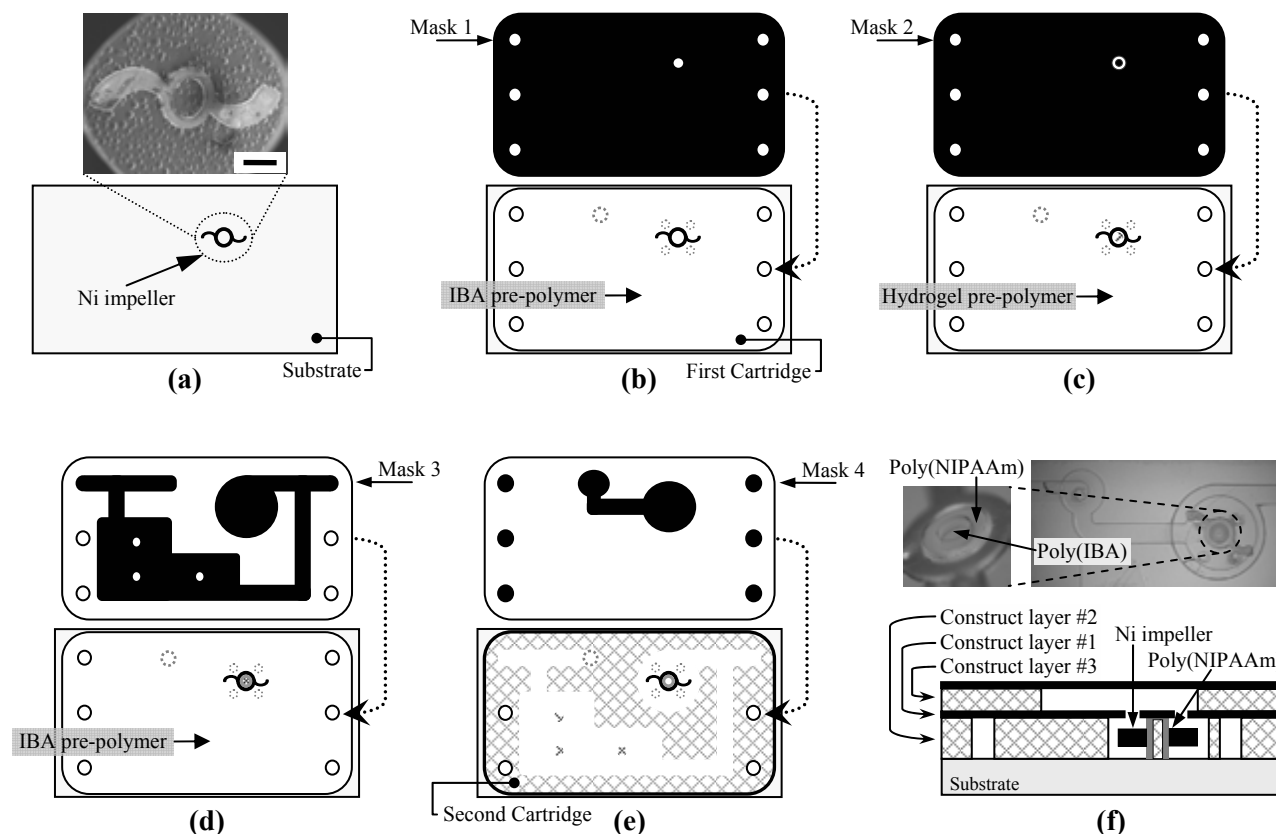 Mask 1
Mask 2
Ni impeller
Substrate
(a)
IBA pre-polymer
First Cartridge
(b)
Hydrogel pre-polymer
(c)
Mask 3
IBA pre-polymer
(d)
Mask 4
Second Cartridge
(e)
Poly(NIPAAm)
Poly(IBA)
Construct layer #2
Construct layer #1
Construct layer #3
Ni impeller
Poly(NIPAAm
Substrate
(f)